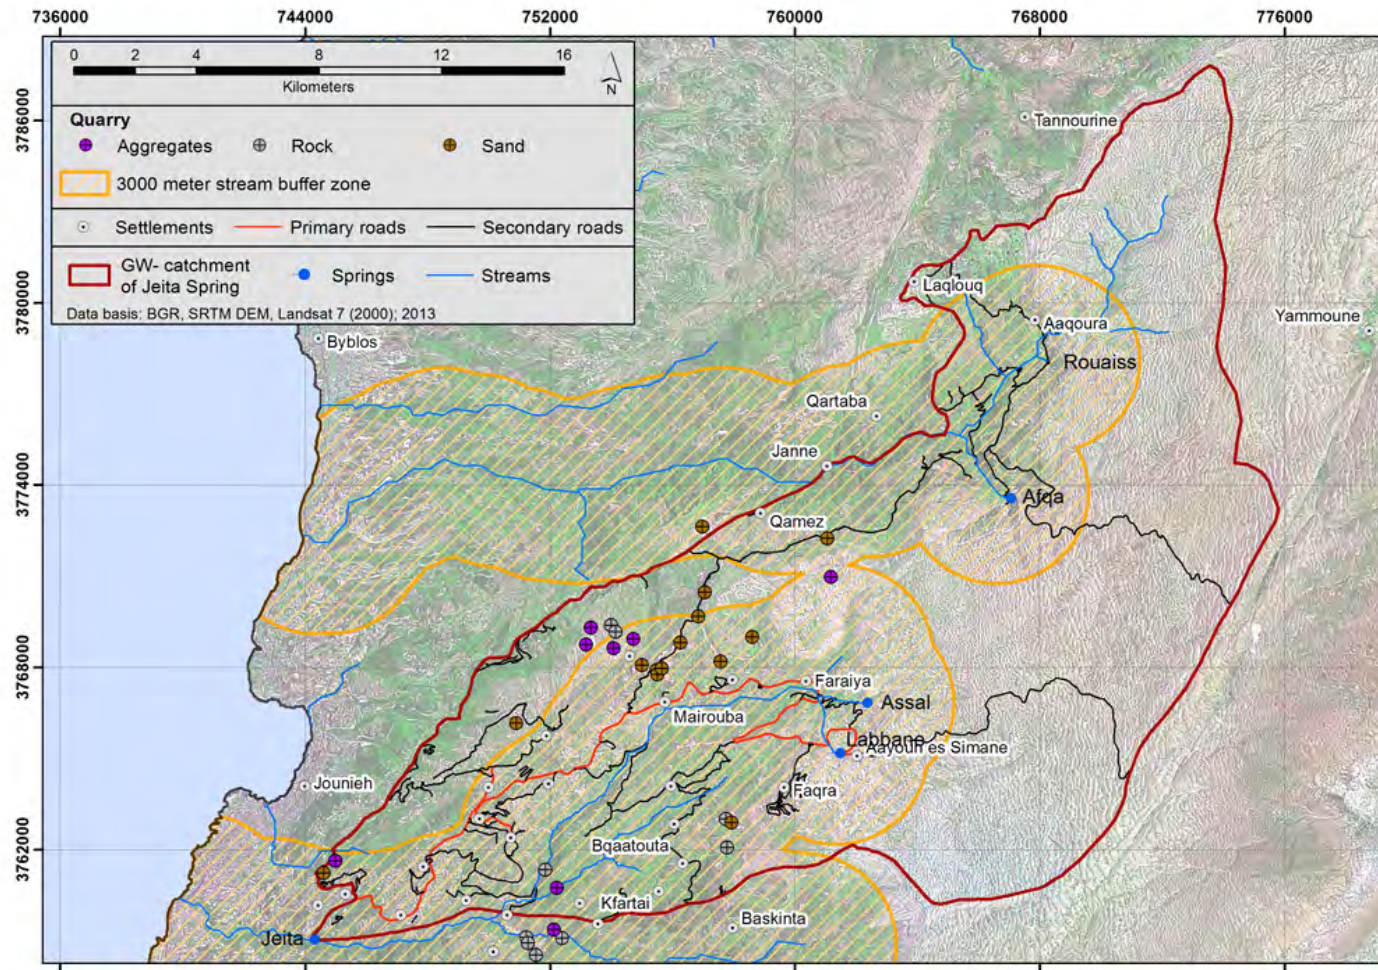 736000 744000 752000 760000 768000 776000
0 2 4 8 12 16
Kilometers
N
Quarry
Aggregates Rock Sand
3000 meter stream buffer zone
Settlements Primary roads Secondary roads
GW- catchment
of Jeita Spring
Springs Streams
Data basis: BGR, SRTM DEM, Landsat 7 (2000); 2013
3786000
3780000
3774000
3768000
3762000
Tannourine
Laqlouq
Aaqoura
Yammoune
Byblos
Rouaiss
Qartaba
Janne
Afqa
Qamez
Faraiya
Assal
Mairouba
Labbane
Aayoun es Simane
Jounieh
Faqra
Bqaatouta
Kfartai
Baskinta
Jeita